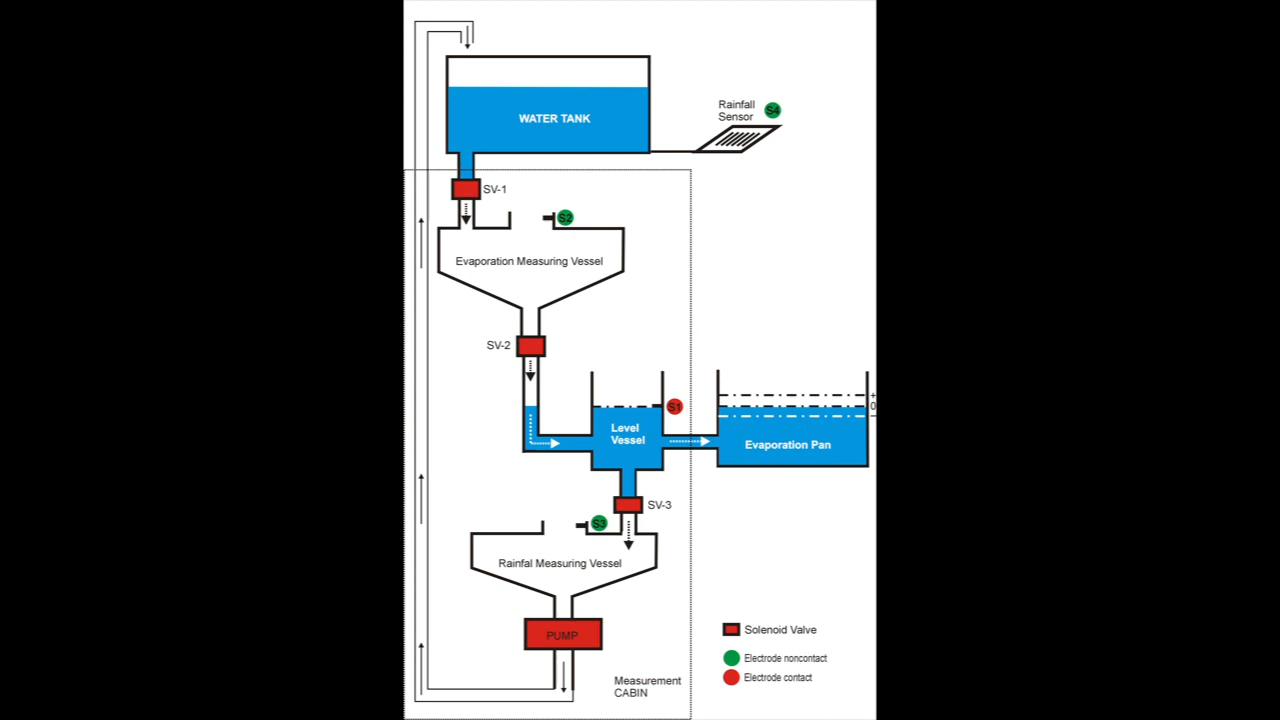 WATER TANK
Rainfall
Sensor
S4
SV-1
S2
Evaporation Measuring Vessel
SV-2
S1
+
0
Level
Vessel
Evaporation Pan
SV-3
S3
Rainfal Measuring Vessel
PUMP
Solenoid Valve
Electrode noncontact
Electrode contact
Measurement
CABIN